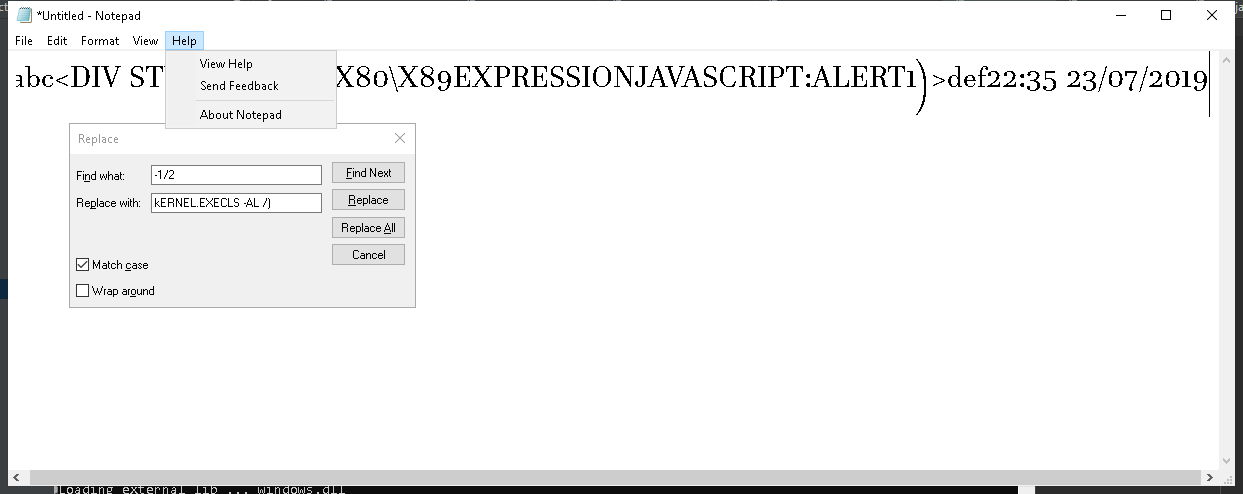 *Untitled - Notepad
File Edit Format View Help
abc<DIV ST X80\X89EXPRESSIONJAVASCRIPT:ALERT1)>def22:35 23/07/2019
View Help
Send Feedback
About Notepad
Replace
Find what: -1/2 Find Next
Replace with: kERNEL.EXECLS -AL /) Replace
Replace All
Cancel
Match case
Wrap around
Loading external lib ... windows.dll